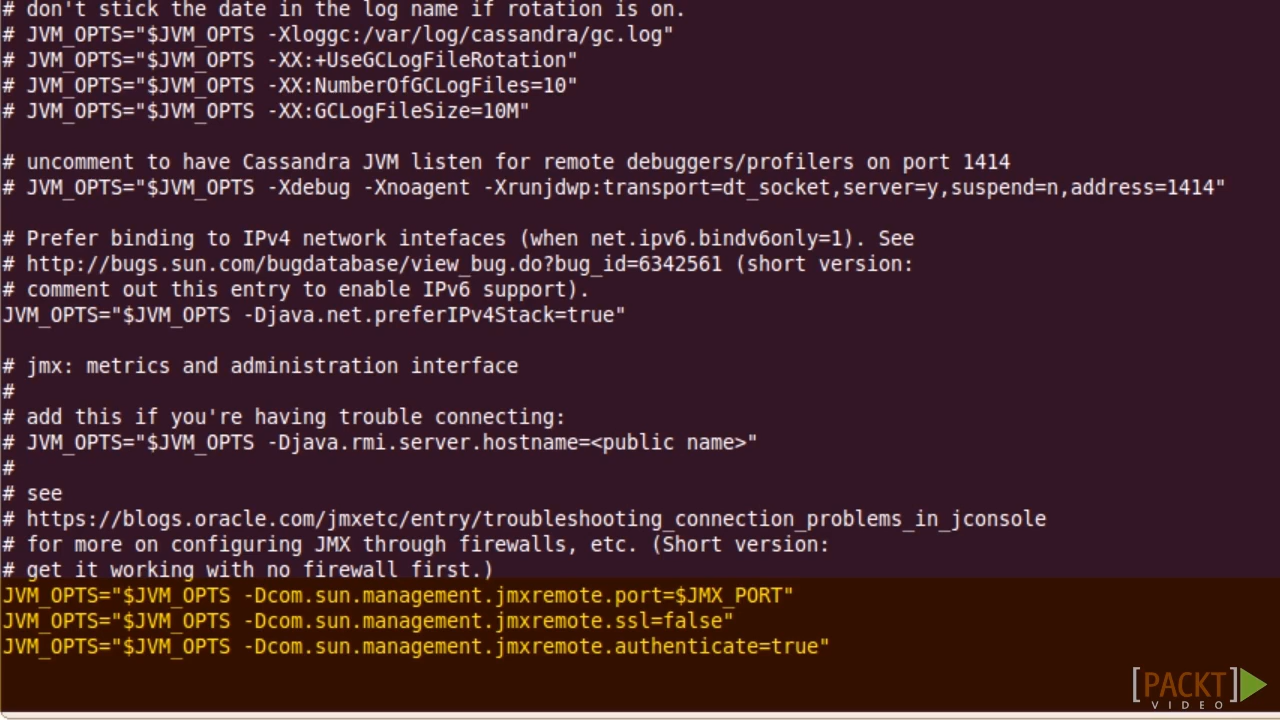 # don't stick the date in the log name if rotation is on.
# JVM_OPTS="$JVM_OPTS -Xloggc:/var/log/cassandra/gc.log"
# JVM_OPTS="$JVM_OPTS -XX:+UseGCLogFileRotation"
# JVM_OPTS="$JVM_OPTS -XX:NumberOfGCLogFiles=10"
# JVM_OPTS="$JVM_OPTS -XX:GCLogFileSize=10M"
# uncomment to have Cassandra JVM listen for remote debuggers/profilers on port 1414
# JVM_OPTS="$JVM_OPTS -Xdebug -Xnoagent -Xrunjdwp:transport=dt_socket,server=y,suspend=n,address=1414"
# Prefer binding to IPv4 network intefaces (when net.ipv6.bindv6only=1). See
# http://bugs.sun.com/bugdatabase/view_bug.do?bug_id=6342561 (short version:
# comment out this entry to enable IPv6 support).
JVM_OPTS="$JVM_OPTS -Djava.net.preferIPv4Stack=true"
# jmx: metrics and administration interface
#
# add this if you're having trouble connecting:
# JVM_OPTS="$JVM_OPTS -Djava.rmi.server.hostname=<public name>"
#
# see
# https://blogs.oracle.com/jmxetc/entry/troubleshooting_connection_problems_in_jconsole
# for more on configuring JMX through firewalls, etc. (Short version:
# get it working with no firewall first.)
JVM_OPTS="$JVM_OPTS -Dcom.sun.management.jmxremote.port=$JMX_PORT"
JVM_OPTS="$JVM_OPTS -Dcom.sun.management.jmxremote.ssl=false"
JVM_OPTS="$JVM_OPTS -Dcom.sun.management.jmxremote.authenticate=true"
[PACKT]
VIDEO